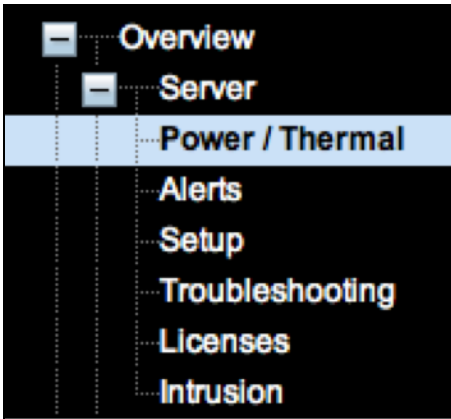 Overview
Server
Power / Thermal
Alerts
Setup
Troubleshooting
Licenses
Intrusion